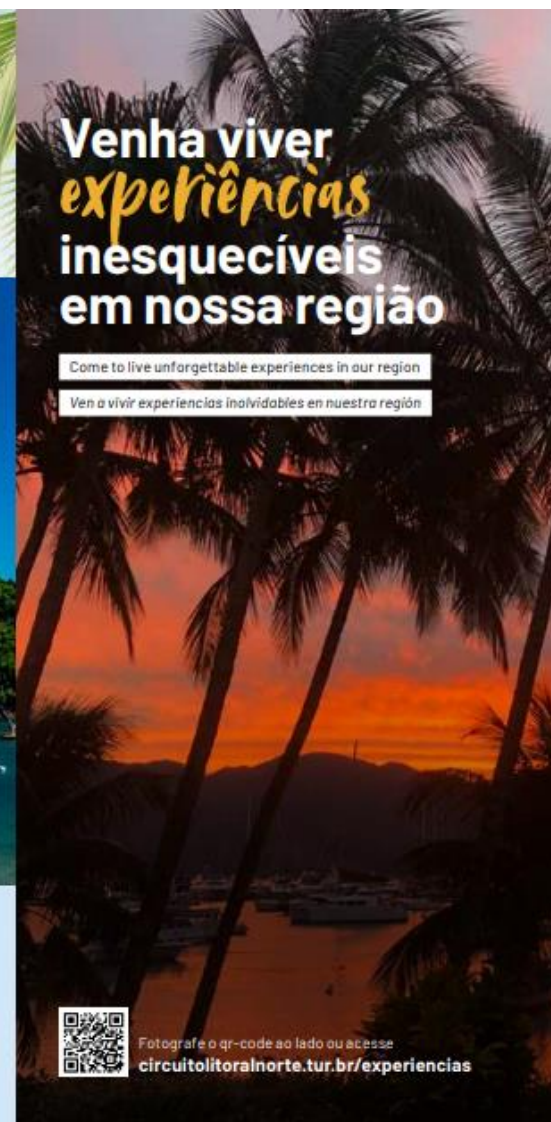 Venha viver
experiências
inesquecíveis
em nossa região
Come to live unforgettable experiences in our region
Ven a vivir experiencias inolvidables en nuestra región
Fotografe o qr-code ao lado ou acesse
circuitolitoralnorte.tur.br/experiencias